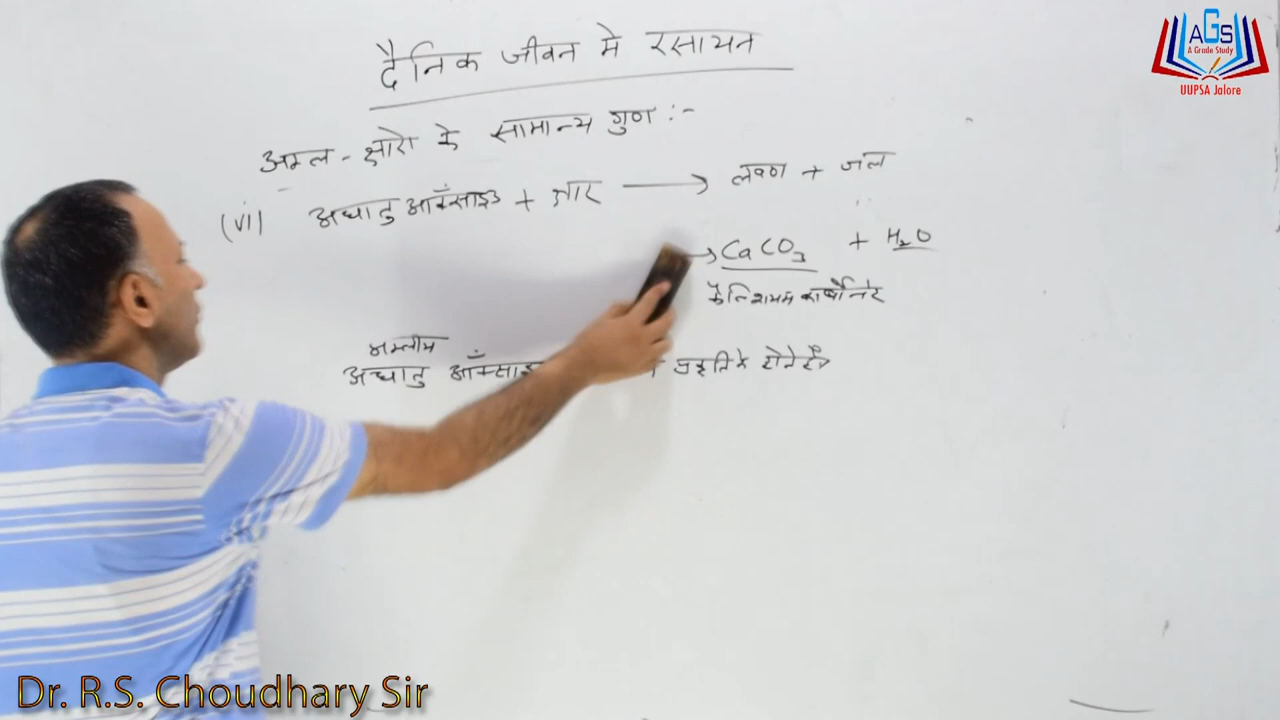 दैनिक जीवन मे रसायन
अम्ल - क्षारो के सामान्य गुण :-
(vi) अधातु ऑक्साइड + क्षार → लवण + जल
→ CaCO₃ + H₂O
कैल्शियम कार्बोनेट
अम्लीय
अधातु ऑक्साइ प्रकृति के होते है
AGS
A Grade Study
UUPSA Jalore
Dr. R.S. Choudhary Sir